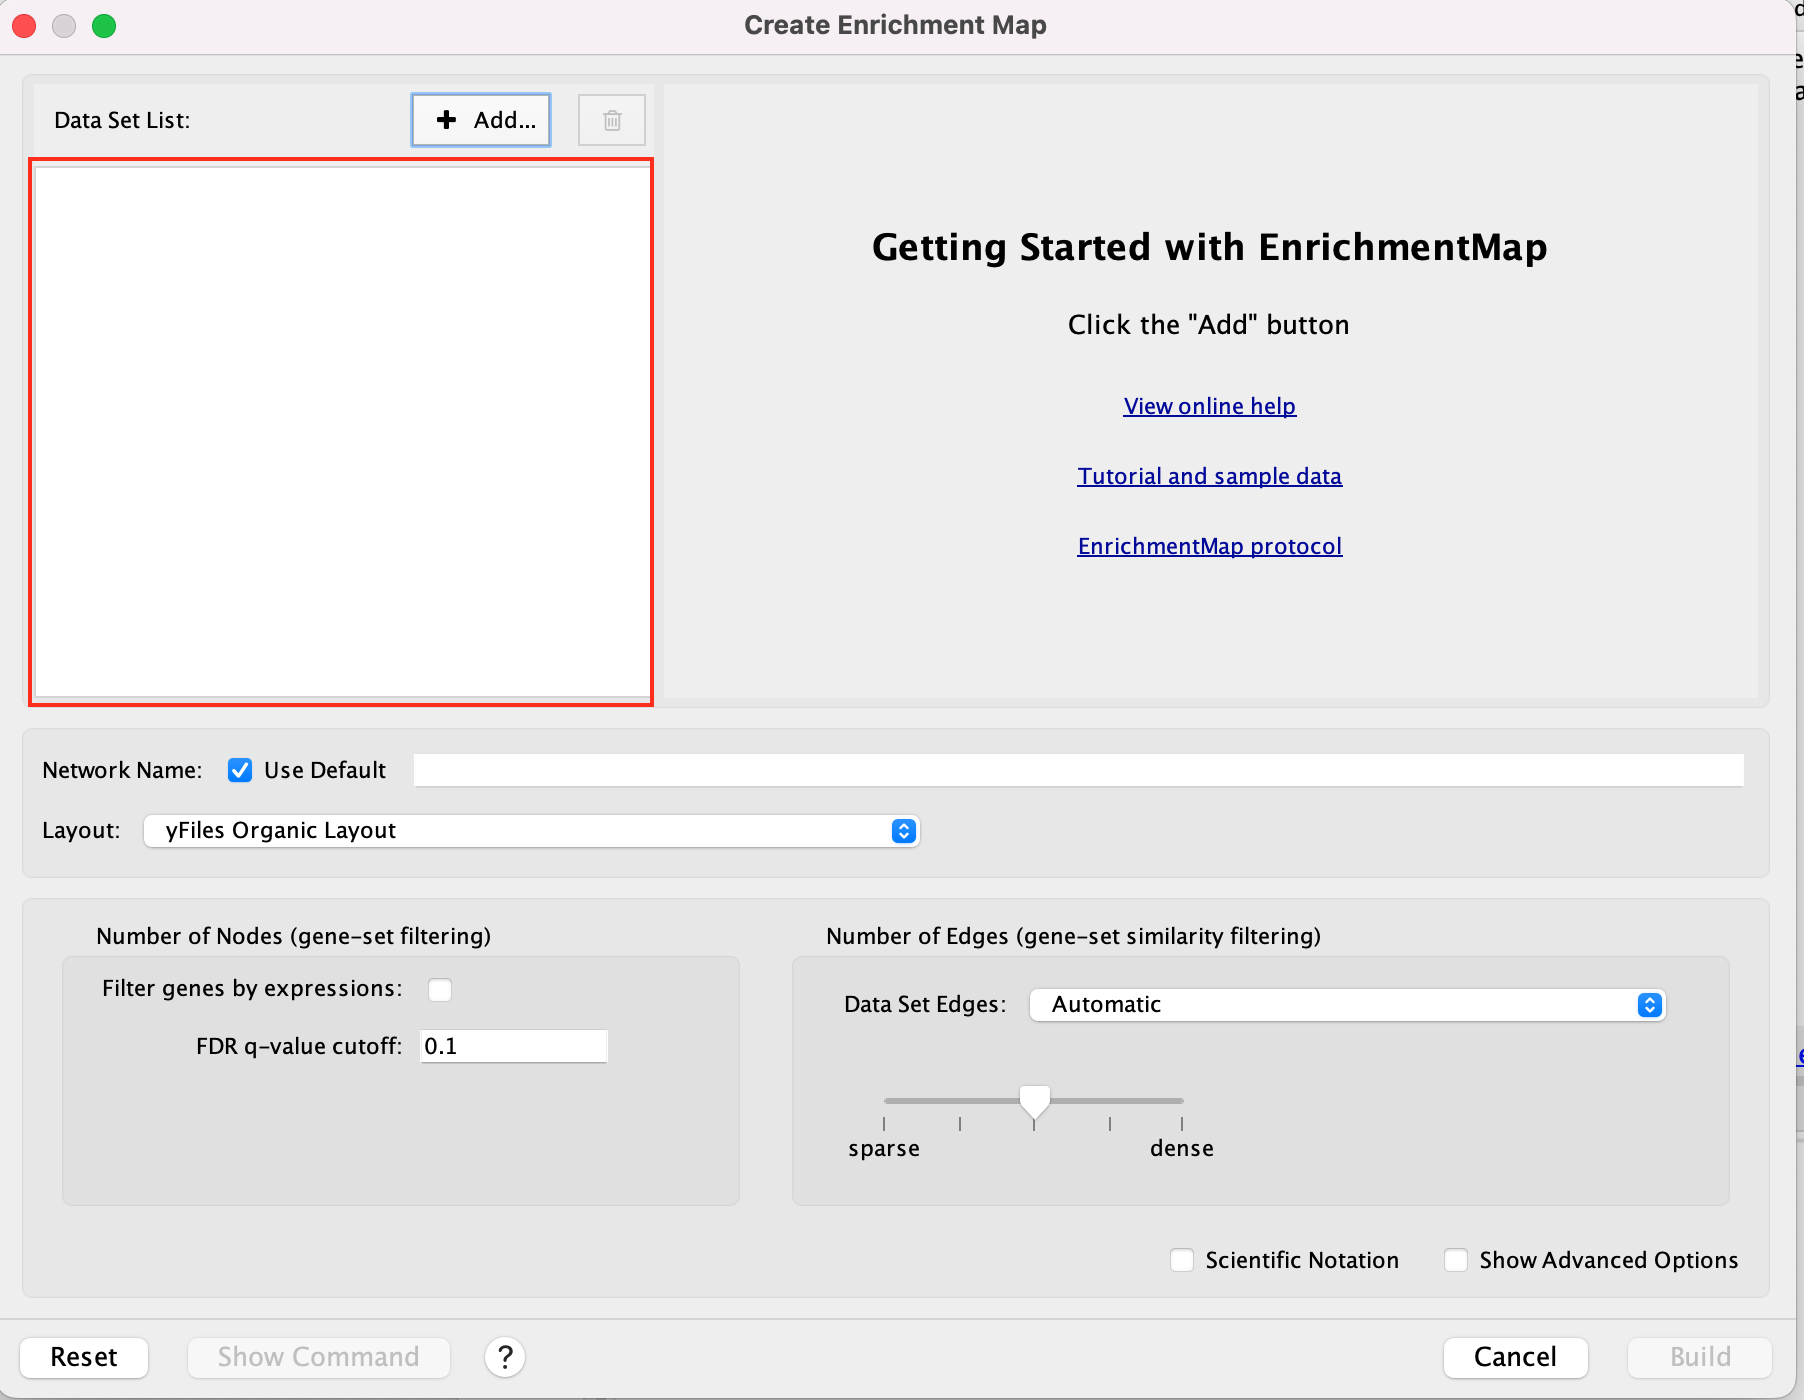 Create Enrichment Map
Data Set List:
Add...
Getting Started with EnrichmentMap
Click the "Add" button
View online help
Tutorial and sample data
EnrichmentMap protocol
Network Name: Use Default
Layout: yFiles Organic Layout
Number of Nodes (gene-set filtering)
Filter genes by expressions:
FDR q-value cutoff: 0.1
Number of Edges (gene-set similarity filtering)
Data Set Edges: Automatic
sparse dense
Scientific Notation Show Advanced Options
Reset Show Command ? Cancel Build